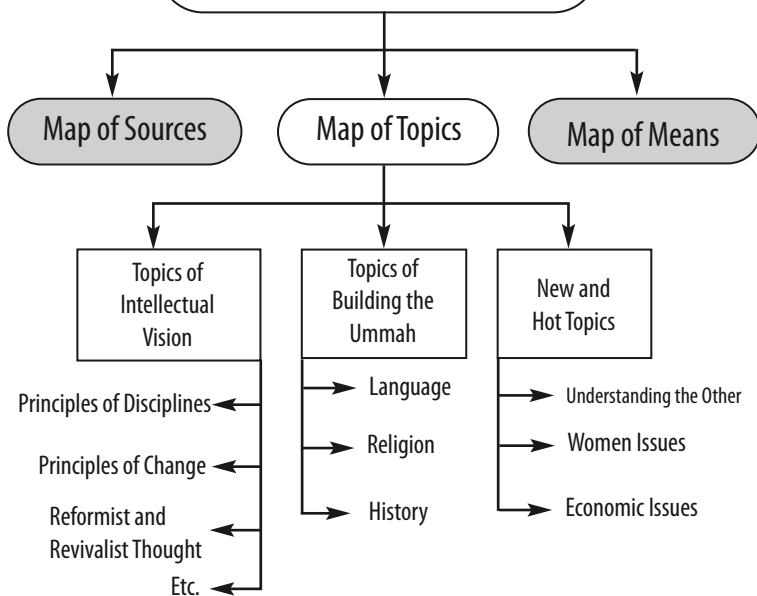 Map of Sources
Map of Topics
Map of Means
Topics of
Intellectual
Vision
Topics of
Building the
Ummah
New and
Hot Topics
Principles of Disciplines
Principles of Change
Reformist and
Revivalist Thought
Etc.
Language
Religion
History
Understanding the Other
Women Issues
Economic Issues